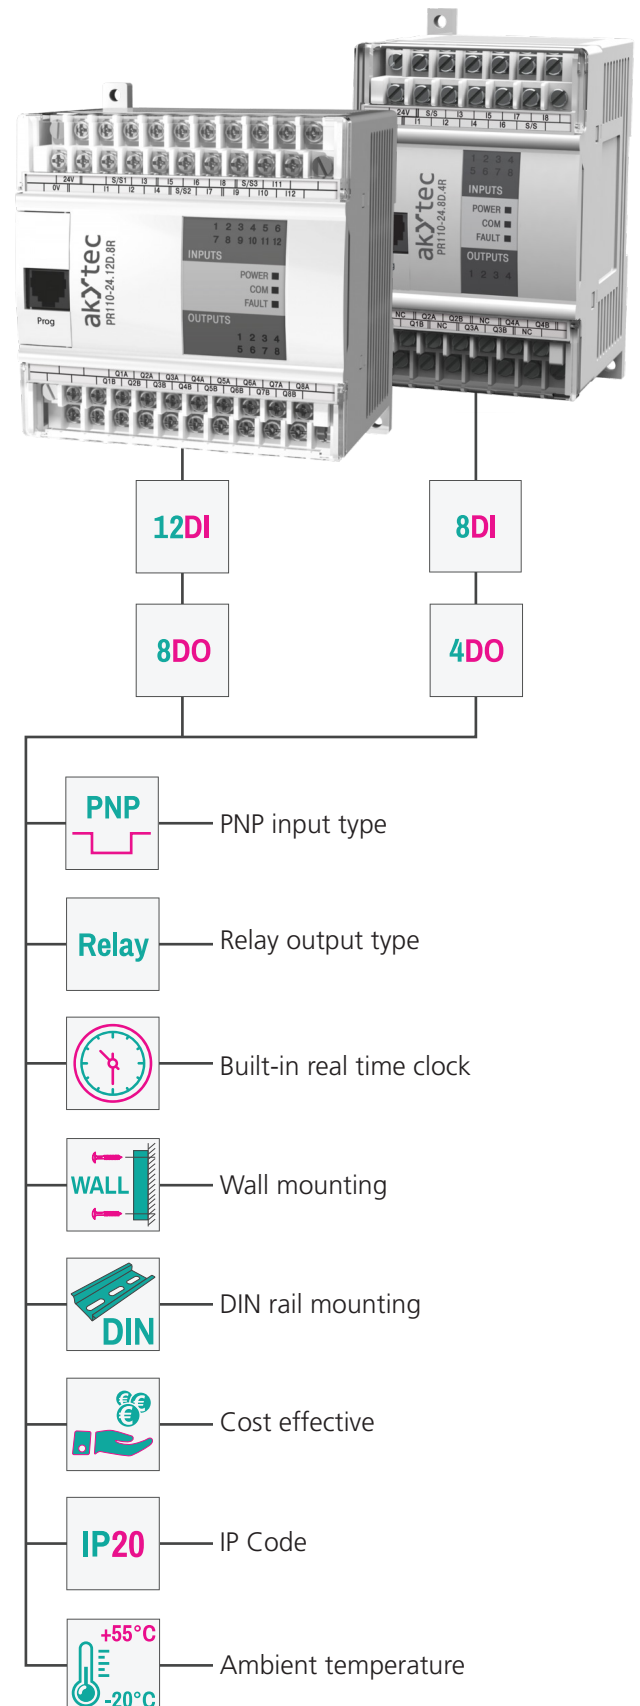 24V S/S I3 I5 I7 I8
I1 I2 I4 I6 S/S
1 2 3 4
5 6 7 8
INPUTS
POWER
COM
FAULT
OUTPUTS
1 2 3 4
akYtec
PR110-24.8D.4R
NC Q2A Q2B NC Q4A Q4B
Q1B NC Q3A Q3B NC
24V S/S1 I3 I5 I6 I8 S/S3 I11
0V I1 I2 I4 S/S2 I7 I9 I10 I12
1 2 3 4 5 6
7 8 9 10 11 12
INPUTS
POWER
COM
FAULT
OUTPUTS
1 2 3 4
5 6 7 8
akYtec
PR110-24.12D.8R
Prog
Q1A Q2A Q3A Q4A Q5A Q6A Q7A Q8A
Q1B Q2B Q3B Q4B Q5B Q6B Q7B Q8B
12DI
8DI
8DO
4DO
PNP
PNP input type
Relay
Relay output type
Built-in real time clock
WALL
Wall mounting
DIN
DIN rail mounting
Cost effective
IP20
IP Code
+55°C
-20°C
Ambient temperature